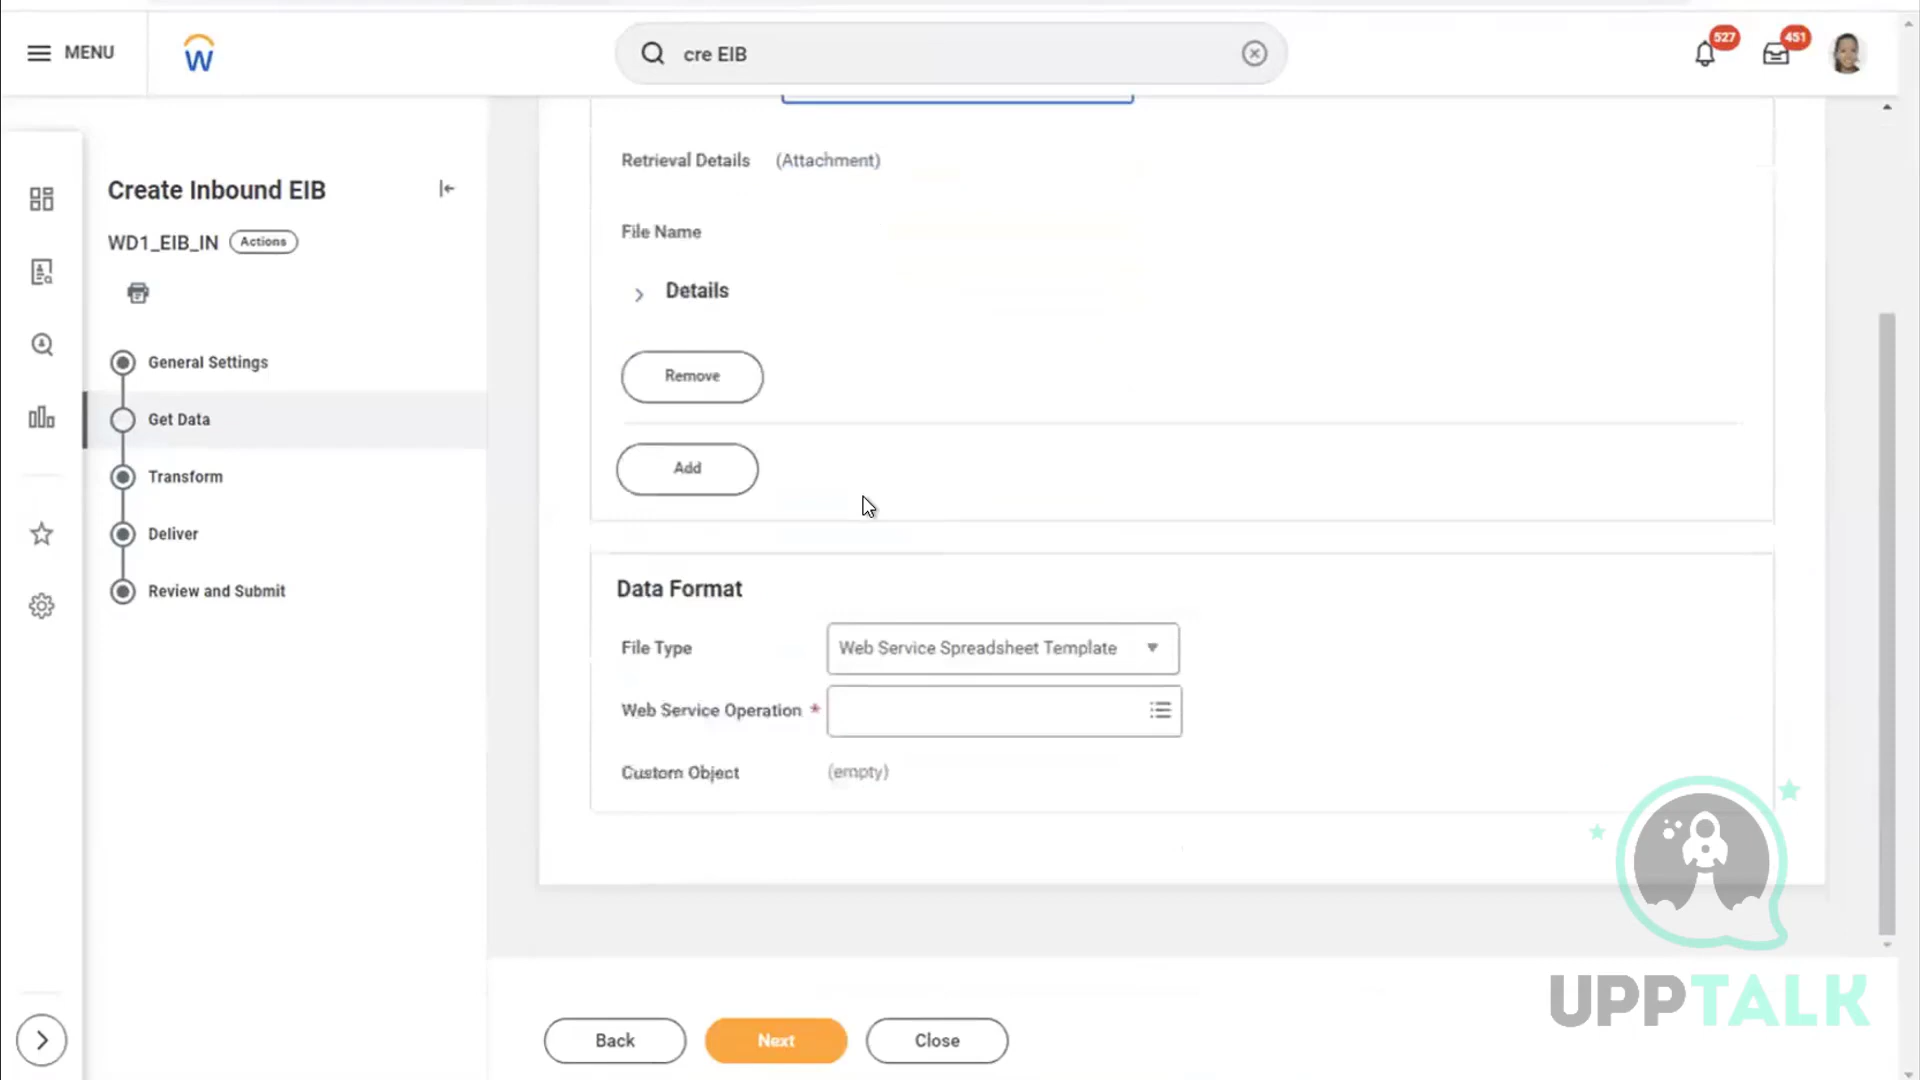 MENU
W
cre EIB
527
451
Create Inbound EIB
WD1_EIB_IN
Actions
General Settings
Get Data
Transform
Deliver
Review and Submit
Retrieval Details (Attachment)
File Name
Details
Remove
Add
Data Format
File Type Web Service Spreadsheet Template
Web Service Operation *
Custom Object (empty)
Back
Next
Close
UPPTALK